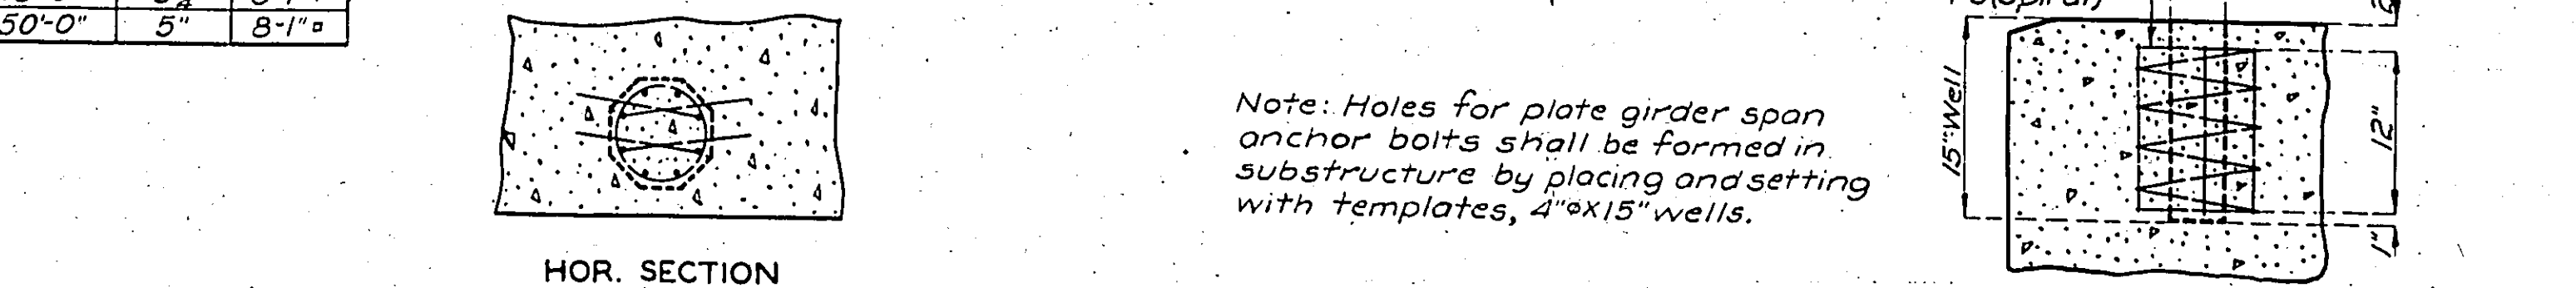 50'-0" 5" 8-1"▫
HOR. SECTION
Note: Holes for plate girder span
anchor bolts shall be formed in
substructure by placing and setting
with templates, 4"øX15"wells.
15" Well
12"
1"